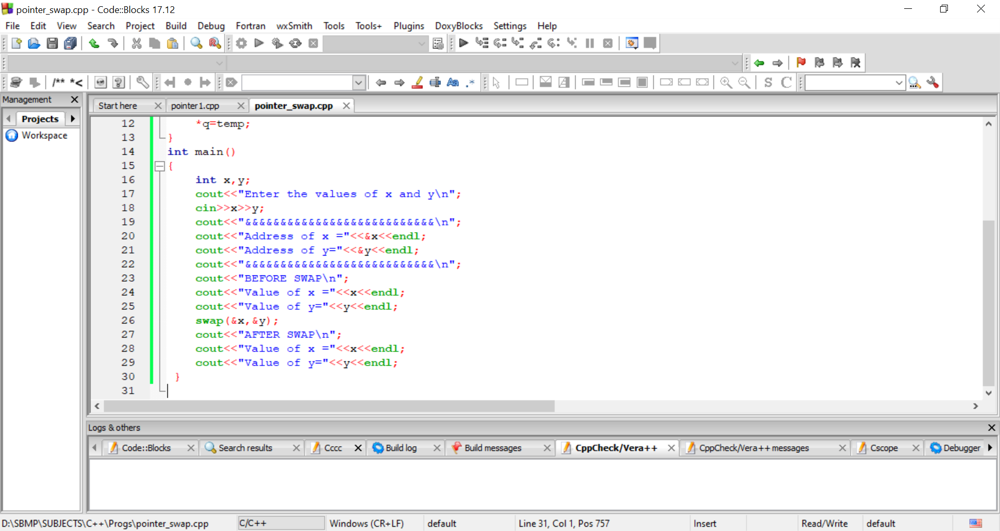 pointer_swap.cpp - Code::Blocks 17.12
File Edit View Search Project Build Debug Fortran wxSmith Tools Tools+ Plugins DoxyBlocks Settings Help
/** *<
Aa .*
S C
Management
Start here pointer1.cpp pointer_swap.cpp
Projects
Workspace
12 *q=temp;
13 }
14 int main()
15 {
16 int x,y;
17 cout<<"Enter the values of x and y\n";
18 cin>>x>>y;
19 cout<<"&&&&&&&&&&&&&&&&&&&&&&&&&&&\n";
20 cout<<"Address of x ="<<&x<<endl;
21 cout<<"Address of y="<<&y<<endl;
22 cout<<"&&&&&&&&&&&&&&&&&&&&&&&&&&&\n";
23 cout<<"BEFORE SWAP\n";
24 cout<<"Value of x ="<<x<<endl;
25 cout<<"Value of y="<<y<<endl;
26 swap(&x,&y);
27 cout<<"AFTER SWAP\n";
28 cout<<"Value of x ="<<x<<endl;
29 cout<<"Value of y="<<y<<endl;
30 }
31
Logs & others
Code::Blocks Search results Cccc Build log Build messages CppCheck/Vera++ CppCheck/Vera++ messages Cscope Debugger
D:\SBMP\SUBJECTS\C++\Progs\pointer_swap.cpp C/C++ Windows (CR+LF) default Line 31, Col 1, Pos 757 Insert Read/Write default